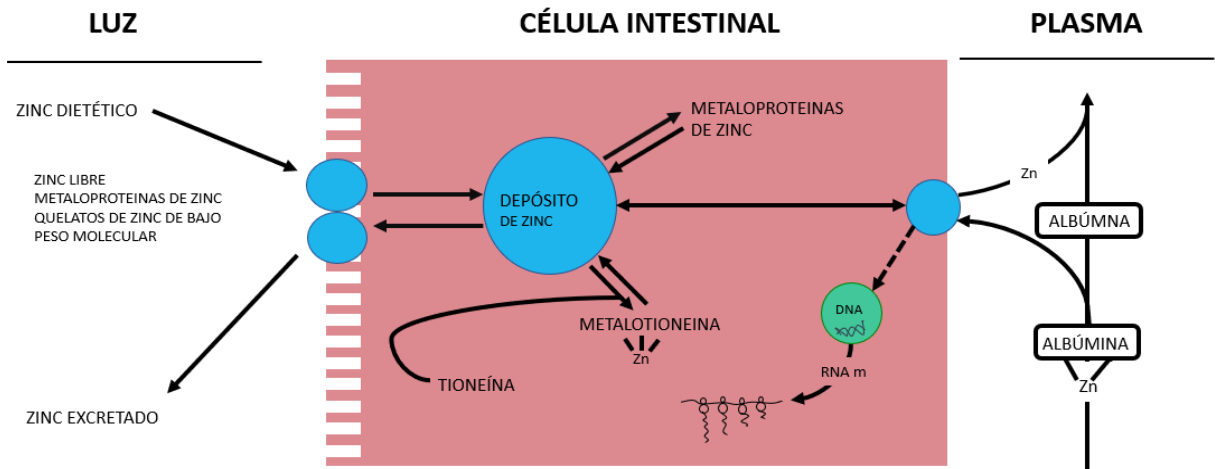 LUZ
CÉLULA INTESTINAL
PLASMA
ZINC DIETÉTICO
ZINC LIBRE
METALOPROTEINAS DE ZINC
QUELATOS DE ZINC DE BAJO
PESO MOLECULAR
ZINC EXCRETADO
METALOPROTEINAS
DE ZINC
DEPÓSITO
DE ZINC
METALOTIONEINA
Zn
TIONEÍNA
DNA
RNA m
Zn
ALBÚMNA
ALBÚMINA
Zn